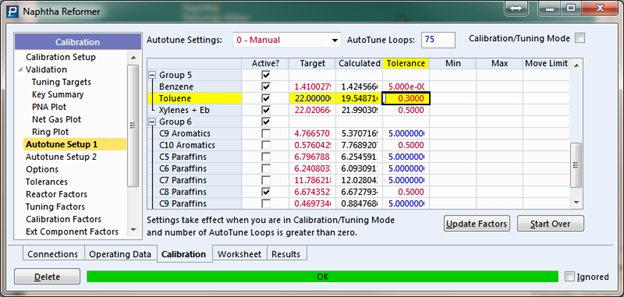 Naphtha Reformer
Calibration
Calibration Setup
Validation
Tuning Targets
Key Summary
PNA Plot
Net Gas Plot
Ring Plot
Autotune Setup 1
Autotune Setup 2
Options
Tolerances
Reactor Factors
Tuning Factors
Calibration Factors
Ext Component Factors
Autotune Settings: 0 - Manual AutoTune Loops: 75 Calibration/Tuning Mode
Active? Target Calculated Tolerance Min Max Move Limit
Group 5
Benzene 1.410029 1.424566 5.000e-00
Toluene 22.00000 19.54871 0.3000
Xylenes + Eb 22.02066 21.99030 0.5000
Group 6
C9 Aromatics 4.766570 5.370716 5.000000
C10 Aromatics 0.576042 7.768920 5.000000
C5 Paraffins 6.796788 6.254591 5.000000
C6 Paraffins 6.240803 6.093091 5.000000
C7 Paraffins 11.78621 12.02804 5.000000
C8 Paraffins 6.674352 6.672793 0.5000
C9 Paraffins 0.469734 0.884768 5.000000
Settings take effect when you are in Calibration/Tuning Mode
and number of AutoTune Loops is greater than zero.
Update Factors Start Over
Connections Operating Data Calibration Worksheet Results
Delete OK Ignored